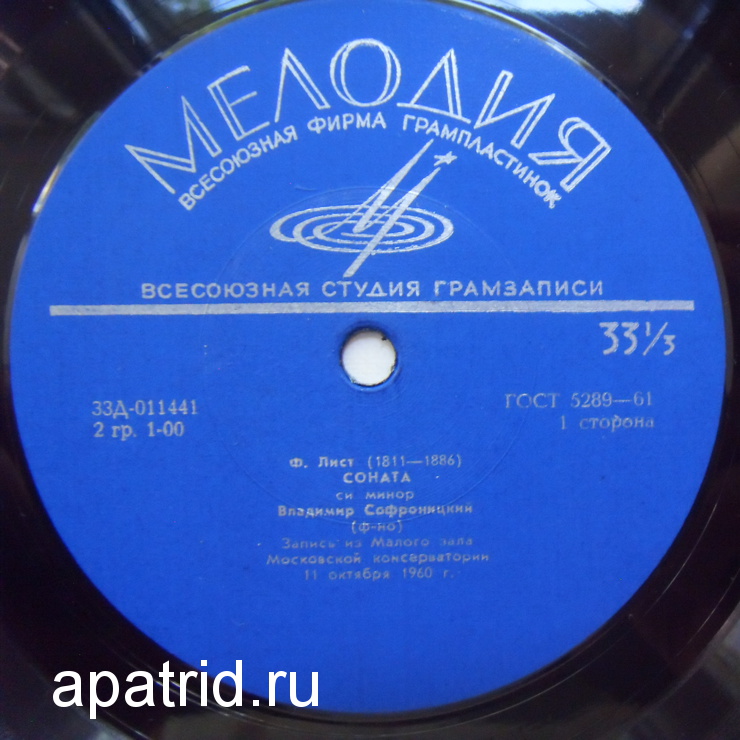 МЕЛОДИЯ
ВСЕСОЮЗНАЯ ФИРМА ГРАМПЛАСТИНОК
ВСЕСОЮЗНАЯ СТУДИЯ ГРАМЗАПИСИ
33⅓
33Д-011441
2 гр. 1-00
ГОСТ 5289—61
1 сторона
Ф. Лист (1811—1886)
СОНАТА
си минор
Владимир Софроницкий
(ф-но)
Запись из Малого зала
Московской консерватории
11 октября 1960 г.
apatrid.ru